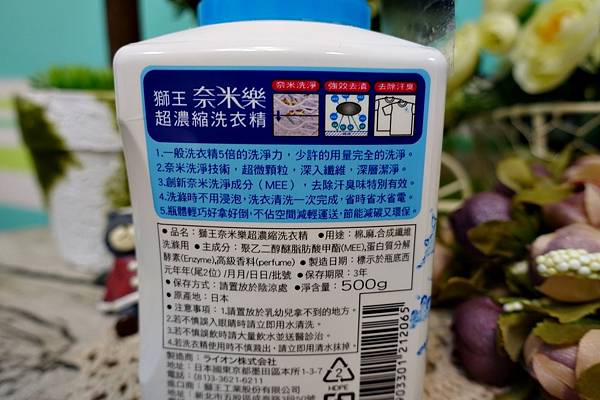 獅王 奈米樂
超濃縮洗衣精
奈米洗淨 強效去漬 去除汗臭
1.一般洗衣精5倍的洗淨力，少許的用量完全的洗淨。
2.奈米洗淨技術，超微顆粒，深入纖維，深層潔淨。
3.創新奈米洗淨成分（MEE），去除汗臭味特別有效。
4.洗滌時不用浸泡，洗衣清洗一次完成，省時省水省電。
5.瓶體輕巧好拿好倒，不佔空間減輕運送，節能減碳又環保。
●品名：獅王奈米樂超濃縮洗衣精 ●用途：棉.麻.合成纖維
洗滌用 ●主成分：聚乙二醇醚脂肪酸甲酯(MEE),蛋白質分解
酵素(Enzyme),高級香料(perfume) ●製造日期：標示於瓶底西
元年年(尾2位)/月月/日日/批號 ●保存期限：3年
●保存方式：請置放於陰涼處 ●淨含量：500g
●原產地：日本
●注意事項：1.請置放於乳幼兒拿不到的地方。
2.若不慎誤入眼睛時請立即用水清洗。
3.若不慎誤飲時請大量飲水並送醫診治。
4.若洗衣精使用時不慎濺出，請立即用清水抹掉。
製造商：ライオン株式会社
地址：日本國東京都墨田區本所1-3-7
電話：(81)3-3621-6211
進口商：獅王工業股份有限公司
2
HDPE
903301 212065